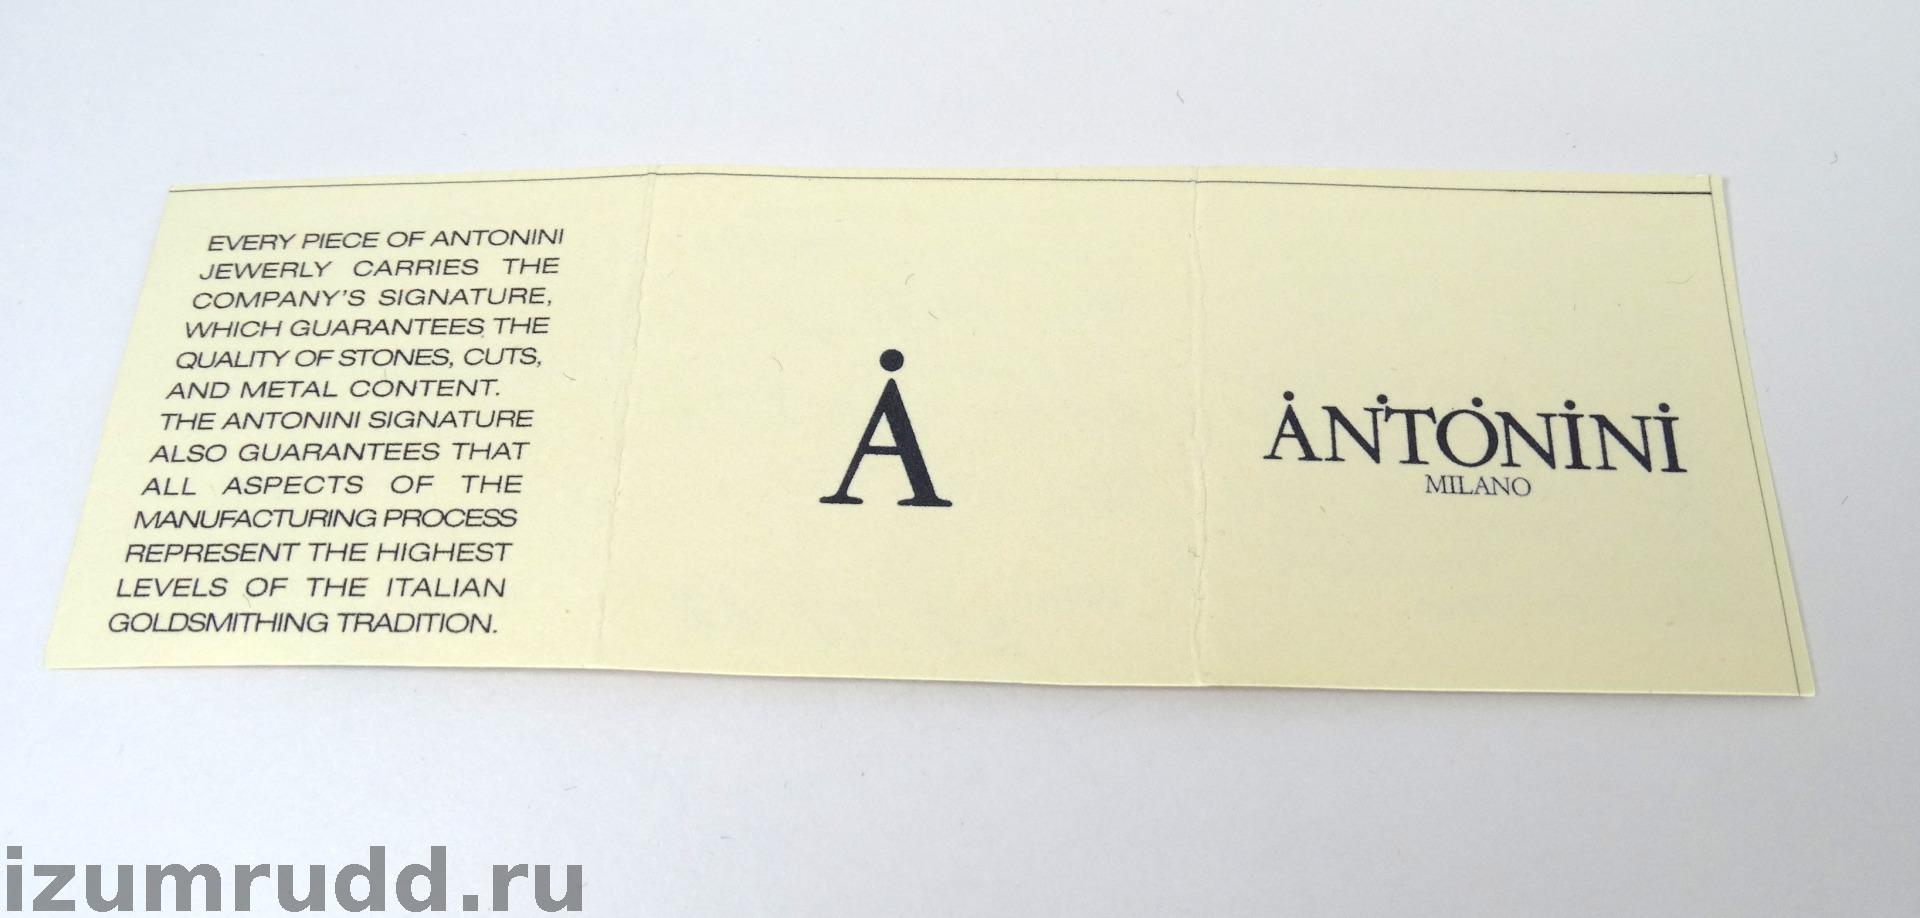 EVERY PIECE OF ANTONINI
JEWERLY CARRIES THE
COMPANY'S SIGNATURE,
WHICH GUARANTEES THE
QUALITY OF STONES, CUTS,
AND METAL CONTENT.
THE ANTONINI SIGNATURE
ALSO GUARANTEES THAT
ALL ASPECTS OF THE
MANUFACTURING PROCESS
REPRESENT THE HIGHEST
LEVELS OF THE ITALIAN
GOLDSMITHING TRADITION.
Ȧ
ȦNTȮNİNİ
MILANO
izumrudd.ru